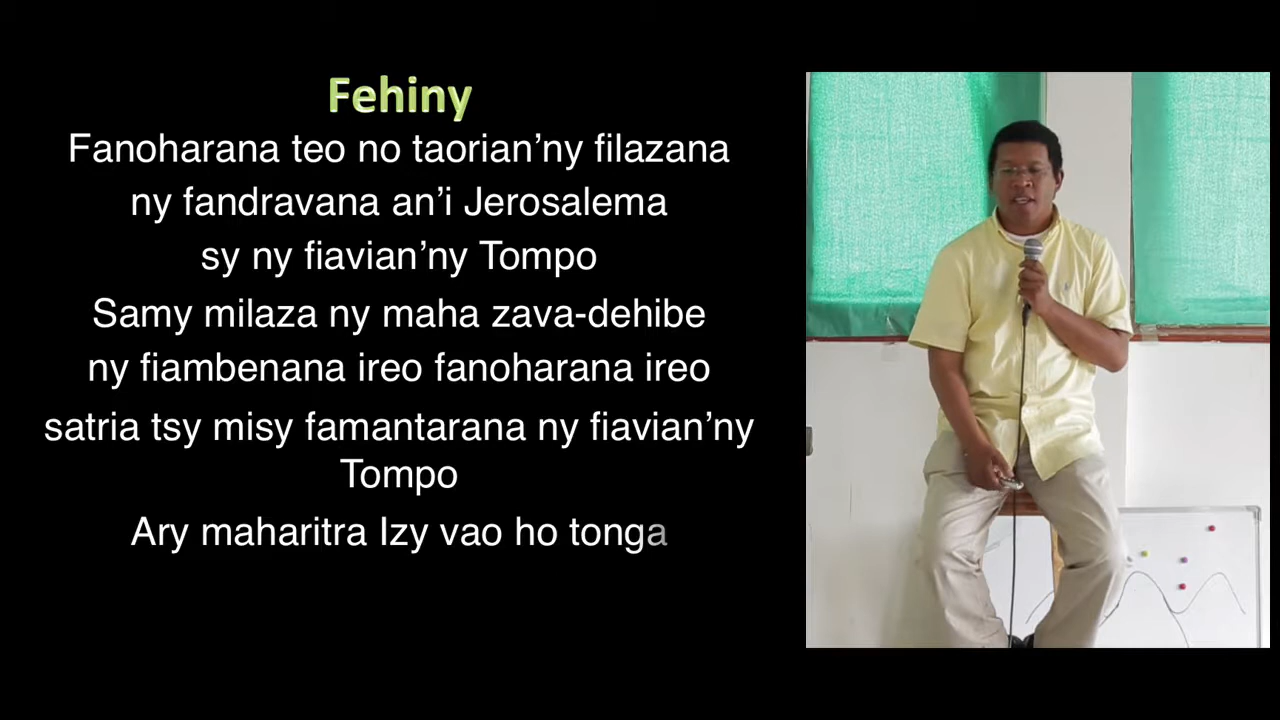 Fehiny
Fanoharana teo no taorian’ny filazana
ny fandravana an’i Jerosalema
sy ny fiavian’ny Tompo
Samy milaza ny maha zava-dehibe
ny fiambenana ireo fanoharana ireo
satria tsy misy famantarana ny fiavian’ny
Tompo
Ary maharitra Izy vao ho tonga